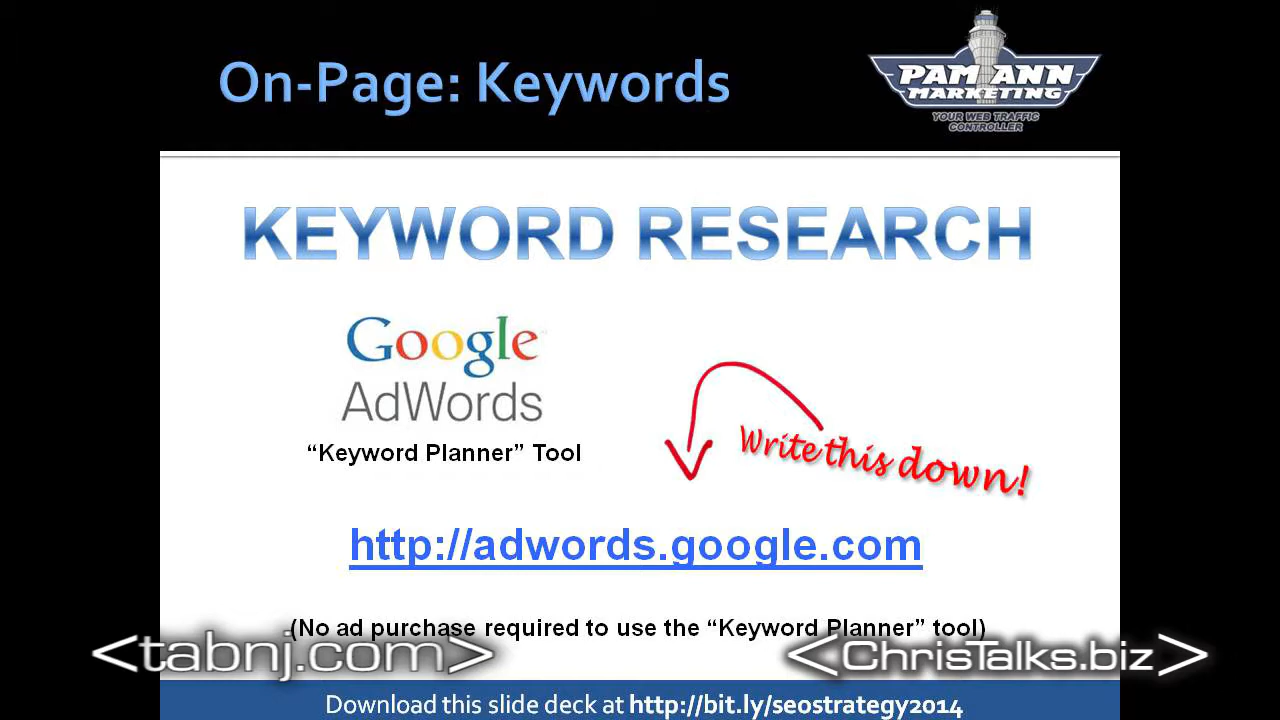 On-Page: Keywords
PAM ANN
MARKETING
YOUR WEB TRAFFIC
CONTROLLER
KEYWORD RESEARCH
Google
AdWords
“Keyword Planner” Tool
Write this down!
http://adwords.google.com
(No ad purchase required to use the “Keyword Planner” tool)
<tabnj.com>
<ChrisTalks.biz>
Download this slide deck at http://bit.ly/seostrategy2014